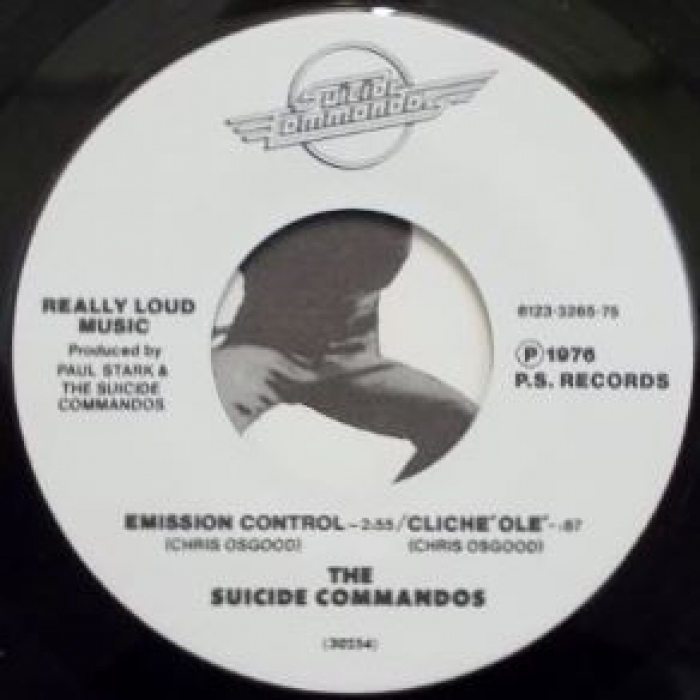 Suicide
Commandos
REALLY LOUD
MUSIC
Produced by
PAUL STARK &
THE SUICIDE
COMMANDOS
6123-3265-75
Ⓟ 1976
P.S. RECORDS
EMISSION CONTROL – 2:55 / CLICHE´ OLE´ – :67
(CHRIS OSGOOD) (CHRIS OSGOOD)
THE
SUICIDE COMMANDOS
(30254)